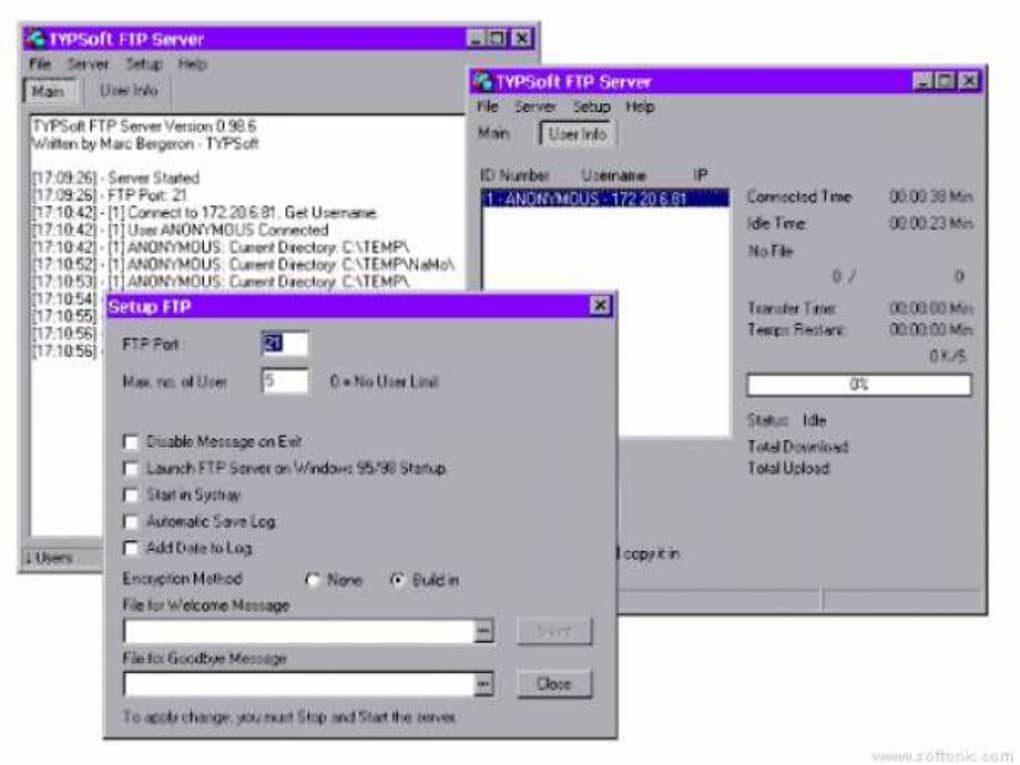 TYPSoft FTP Server
File Server Setup Help
Main User Info
TYPSoft FTP Server Version 0.98.6
Written by Marc Bergeron - TYPSoft
[17:09:26] - Server Started
[17:09:26] - FTP Port: 21
[17:10:42] - [1] Connect to 172.20.6.81. Get Username.
[17:10:42] - [1] User ANONYMOUS Connected
[17:10:42] - [1] ANONYMOUS: Current Directory: C:\TEMP\
[17:10:52] - [1] ANONYMOUS: Current Directory: C:\TEMP\NaMo\
[17:10:53] - [1] ANONYMOUS: Current Directory: C:\TEMP\
[17:10:54]
[17:10:55]
[17:10:56] -
[17:10:56] -
1 Users
TYPSoft FTP Server
File Server Setup Help
Main User Info
ID Number Username IP
1 - ANONYMOUS - 172.20.6.81
Connected Time 00:00:38 Min
Idle Time: 00:00:23 Min
No File
0 / 0
Transfer Time: 00:00:00 Min
Temps Restant: 00:00:00 Min
0 K/S
0%
Status: Idle
Total Download:
Total Upload:
copy it in
Setup FTP
FTP Port : 21
Max. no. of User 5 0 = No User Limit
Disable Message on Exit
Launch FTP Server on Windows 95/98 Startup.
Start in Systray
Automatic Save Log
Add Date to Log.
Encryption Method None Build in
File for Welcome Message
...
Save
File for Goodbye Message
...
Close
To apply change, you must Stop and Start the server.
www.softonic.com